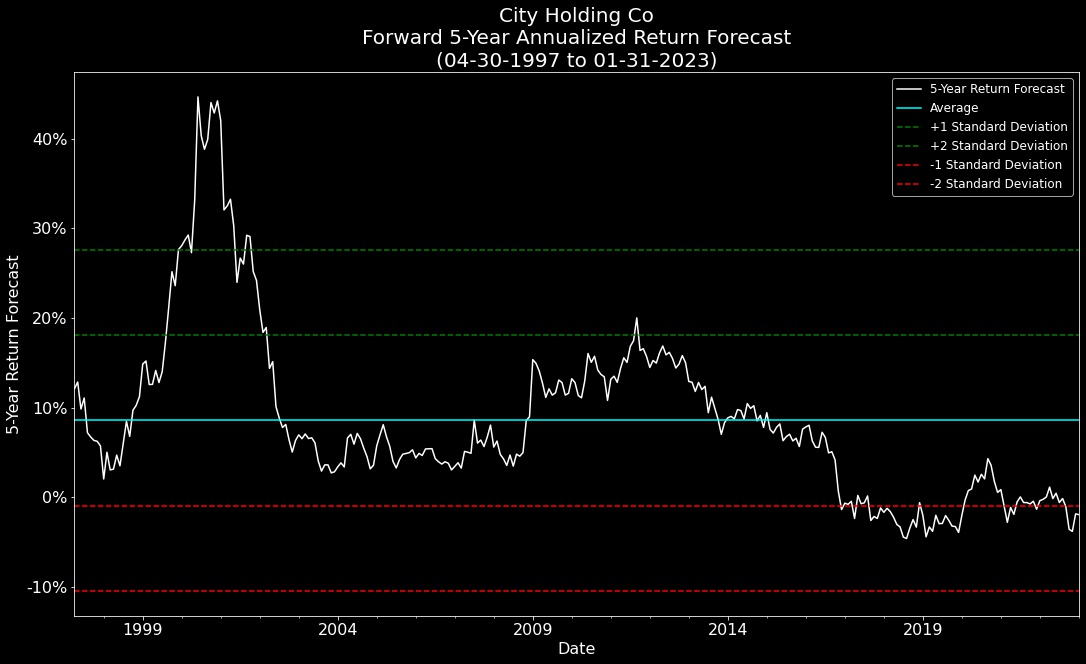 City Holding Co
Forward 5-Year Annualized Return Forecast
(04-30-1997 to 01-31-2023)
5-Year Return Forecast
Average
+1 Standard Deviation
+2 Standard Deviation
-1 Standard Deviation
-2 Standard Deviation
5-Year Return Forecast
40%
30%
20%
10%
0%
-10%
1999
2004
2009
2014
2019
Date